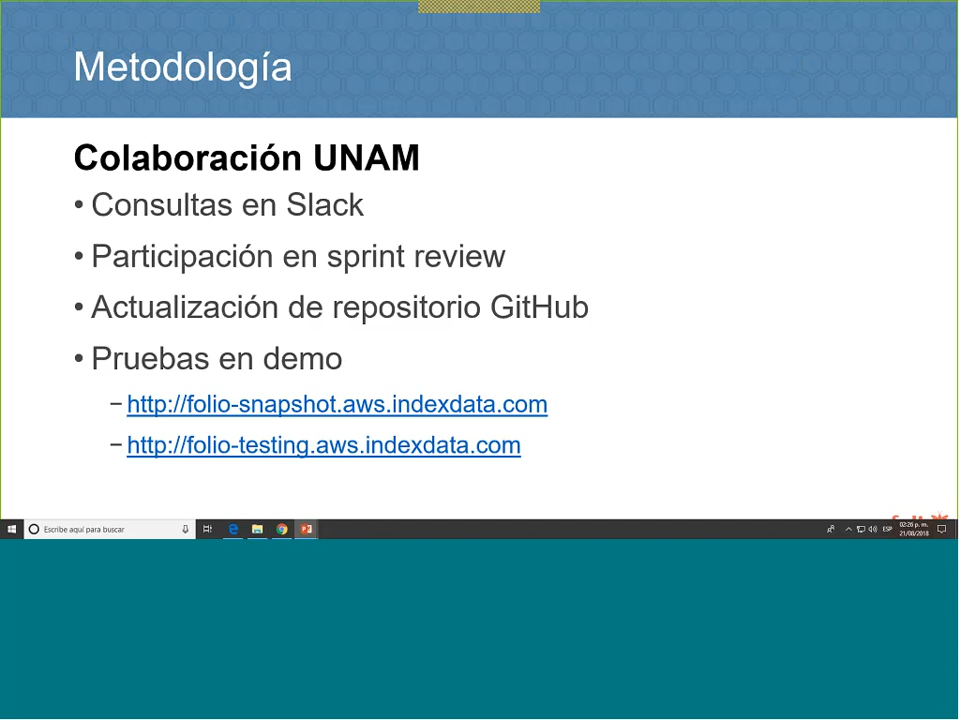 Metodología
Colaboración UNAM
• Consultas en Slack
• Participación en sprint review
• Actualización de repositorio GitHub
• Pruebas en demo
– http://folio-snapshot.aws.indexdata.com
– http://folio-testing.aws.indexdata.com
Escribe aquí para buscar
ESP
02:26 p. m.
21/08/2018